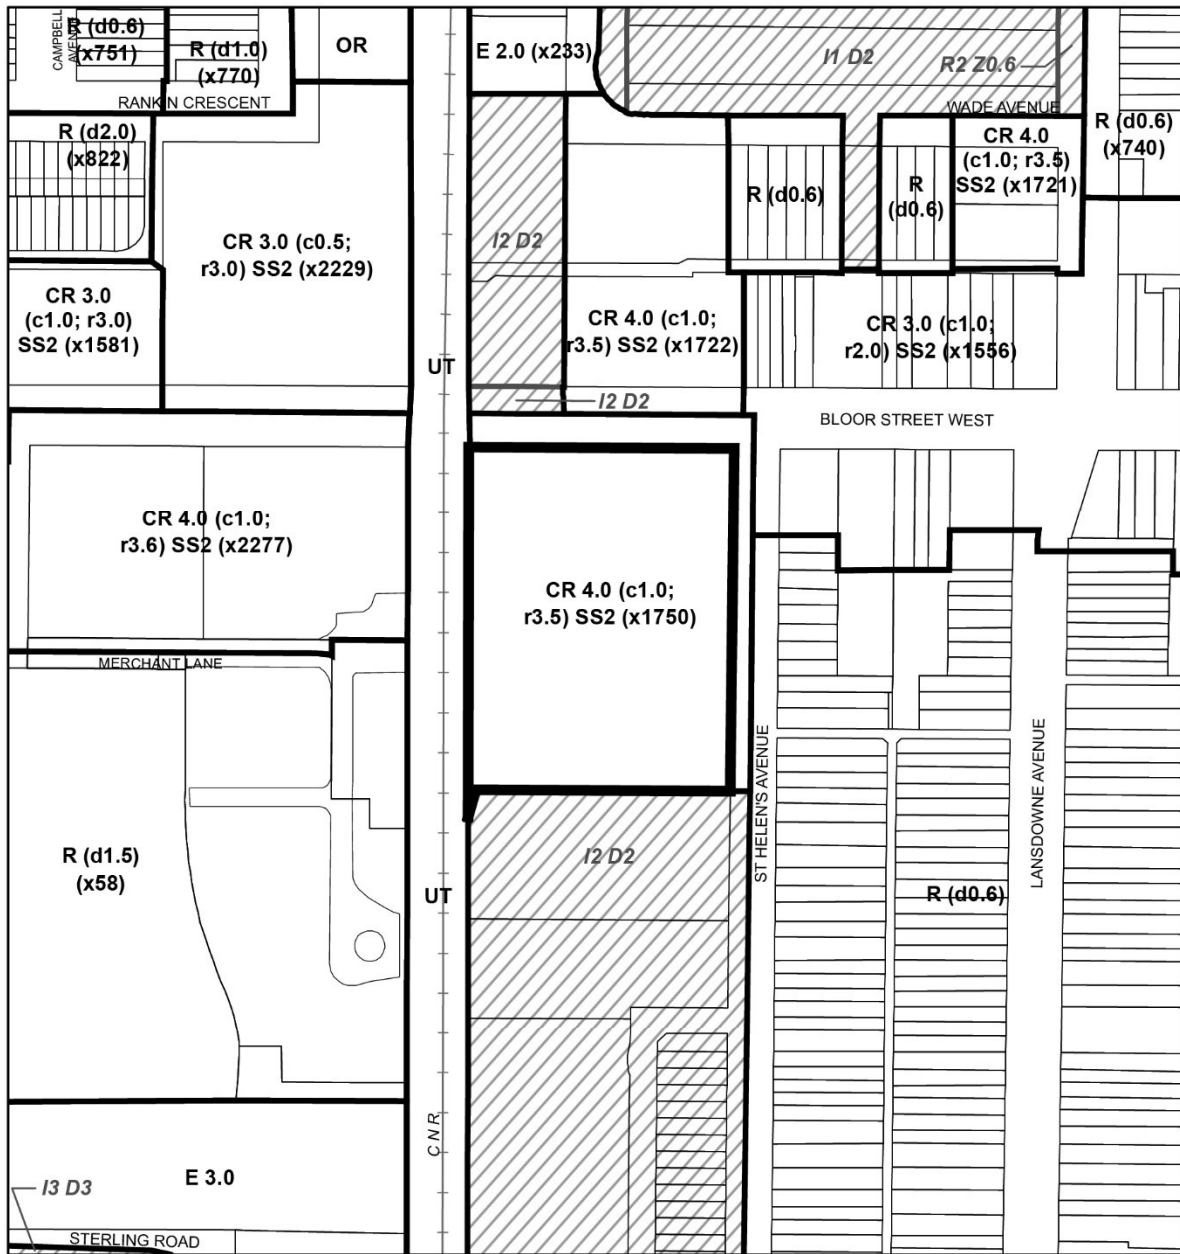 R (d0.6)
(x751)
CAMPBELL
AVENUE
R (d1.0)
(x770)
OR
E 2.0 (x233)
I1 D2
R2 Z0.6
RANKIN CRESCENT
WADE AVENUE
R (d2.0)
(x822)
R (d0.6)
(x740)
CR 4.0
(c1.0; r3.5)
SS2 (x1721)
R (d0.6)
R
(d0.6)
CR 3.0 (c0.5;
r3.0) SS2 (x2229)
I2 D2
CR 3.0
(c1.0; r3.0)
SS2 (x1581)
CR 4.0 (c1.0;
r3.5) SS2 (x1722)
CR 3.0 (c1.0;
r2.0) SS2 (x1556)
UT
I2 D2
BLOOR STREET WEST
CR 4.0 (c1.0;
r3.6) SS2 (x2277)
CR 4.0 (c1.0;
r3.5) SS2 (x1750)
MERCHANT LANE
ST HELEN'S AVENUE
LANSDOWNE AVENUE
R (d1.5)
(x58)
I2 D2
UT
R (d0.6)
CNR
E 3.0
I3 D3
STERLING ROAD